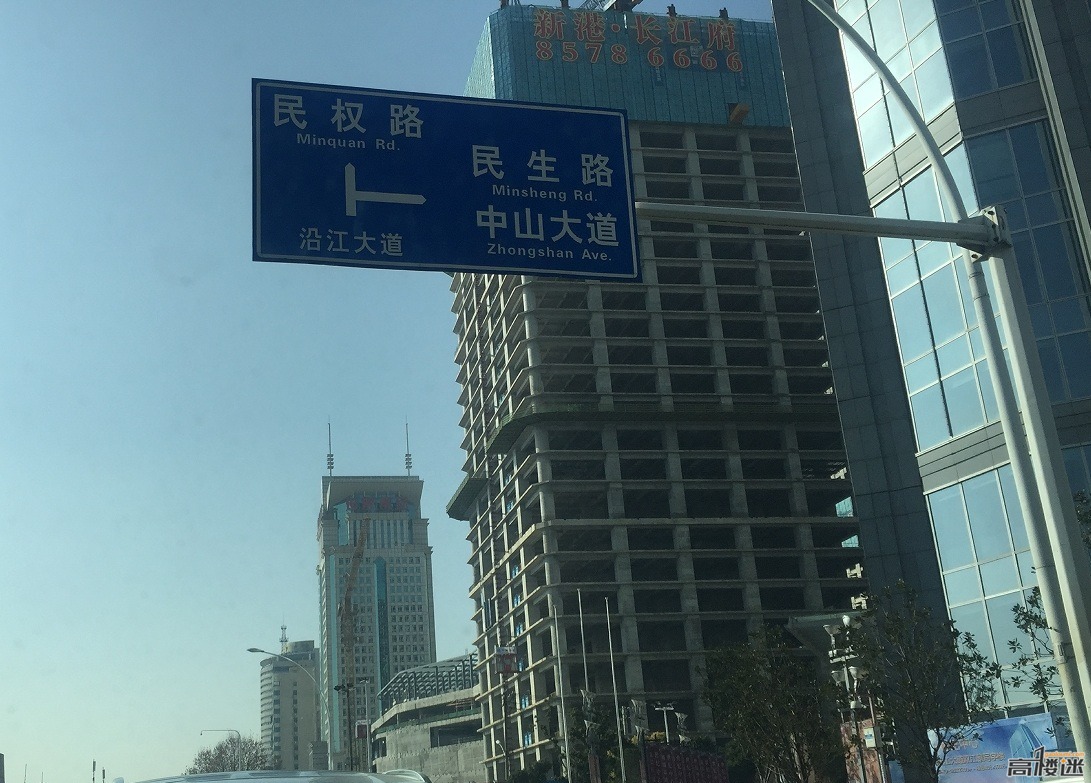 新港·长江府
8578 6666
民权路
Minquan Rd.
民生路
Minsheng Rd.
中山大道
Zhongshan Ave.
沿江大道
高楼迷